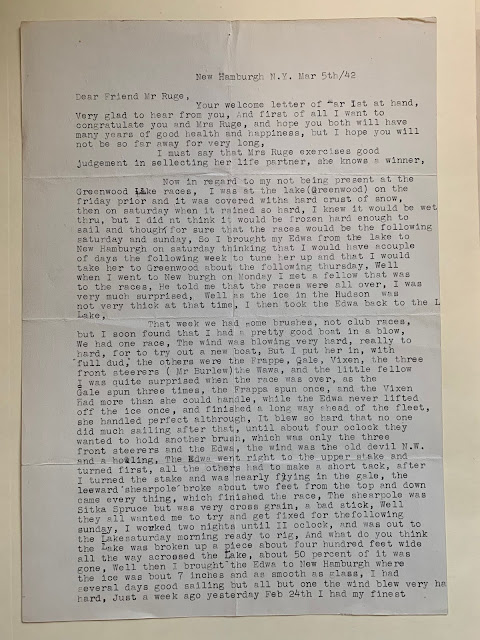 New Hamburgh N.Y. Mar 5th/42
Dear Friend Mr Ruge,
Your welcome letter of Mar 1st at hand,
Very glad to hear from you, And first of all I want to
congratulate you and Mrs Ruge, and hope you both will have
many years of good health and happiness, but I hope you will
not be so far away for very long,
I must say that Mrs Ruge exercises good
judgement in sellecting her life partner, she knows a winner,
Now in regard to my not being present at the
Greenwood Lake races, I was at the lake(Greenwood) on the
friday prior and it was covered witha hard crust of snow,
then on saturday when it rained so hard, I knew it would be wet
thru, but I did nt think it would be frozen hard enough to
sail and though for sure that the races would be the following
saturday and sunday, So I brought my Edwa from the lake to
New Hamburgh on saturday thinking that I would have acouple
of days the following week to tune her up and that I would
take her to Greenwood about the following thursday, Well
when I went to New burgh on Monday I met a fellow that was
to the races, He told me that the races were all over, I was
very much surprised, Well as the ice in the Hudson was
not very thick at that time, I then took the Edwa back to the L
Lake,
That week we had some brushes, not club races,
but I soon found that I had a pretty good boat in a blow,
We had one race, The wind was blowing very hard, really to
hard, for to try out a new boat, But I put her in, with
full dud, the others were the Frappe, Gale, Vixen, the three
front steerers ( Mr Burlew)the Wawa, and the little fellow
I was quite surprised when the race was over, as the
Gale spun three times, the Frappa spun once, and the Vixen
had more than she could handle, while the Edwa never lifted
off the ice once, and finished a long way ahead of the fleet,
she handled perfect althrough, It blew so hard no one
did much sailing after that, until about four oclock they
wanted to hold another brush, which was only the three
front steerers and the Edwa, the wind was the old devil N.W.
and a howling, The Edwa went right to the upper stake and
turned first, all the others had to make a short tack, after
I turned the stake and was nearly flying in the gale, the
leeward shearpole broke about two feet from the top and down
came every thing, which finished the race, The shearpole was
Sitka Spruce but was very cross grain, a bad stick, Well
they all wanted me to try and get fixed for thefollowing
sunday, I worked two nights until II oclock, and was out to
the Lakesaturday morning ready to rig, And what do you think
the Lake was broken up a piece about four hundred feet wide
all the way accrossed the Lake, about 50 percent of it was
gone, Well then I brought the Edwa to New Hamburgh where
the ice was bout 7 inches and as smooth as glass, I had
several days good sailing but all but one the wind blew very ha
hard, Just a week ago yesterday Feb 24th I had my finest